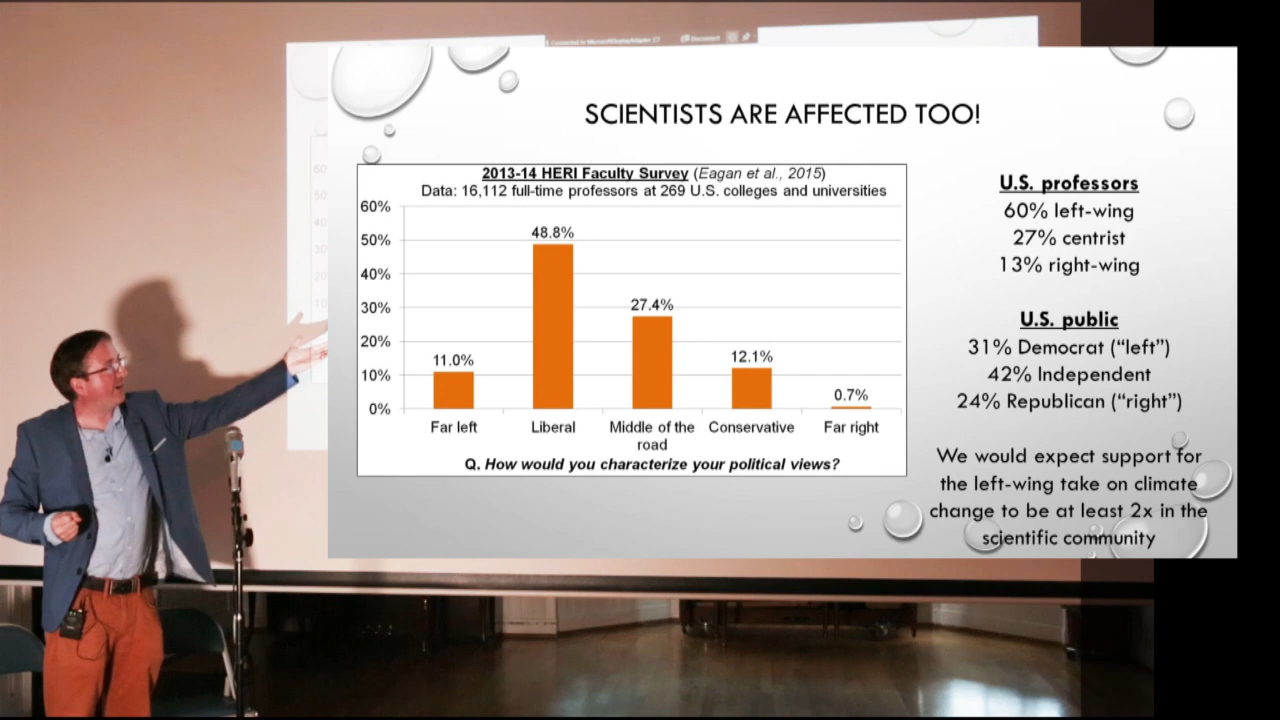 Connected to
Disconnect
SCIENTISTS ARE AFFECTED TOO!
2013-14 HERI Faculty Survey (Eagan et al., 2015)
Data: 16,112 full-time professors at 269 U.S. colleges and universities
60%
50%
40%
30%
20%
10%
0%
11.0%
48.8%
27.4%
12.1%
0.7%
Far left
Liberal
Middle of the
road
Conservative
Far right
Q. How would you characterize your political views?
U.S. professors
60% left-wing
27% centrist
13% right-wing
U.S. public
31% Democrat (“left”)
42% Independent
24% Republican (“right”)
We would expect support for
the left-wing take on climate
change to be at least 2x in the
scientific community